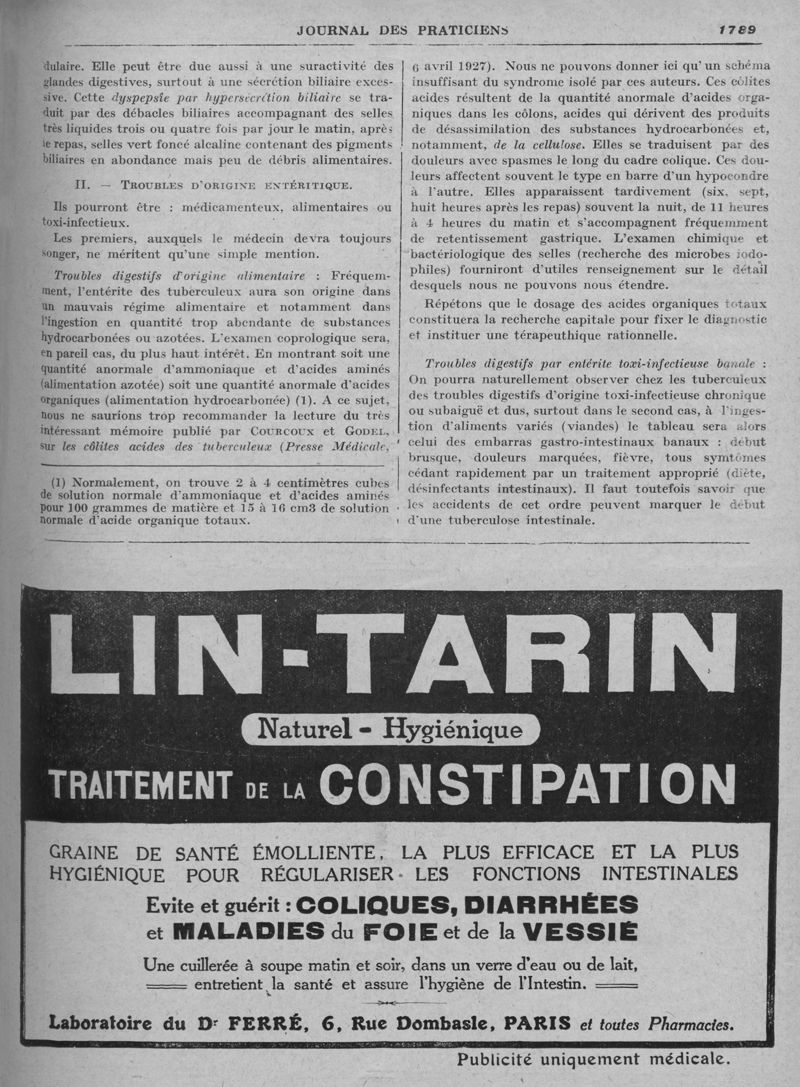 JOURNAL DES PRATICIENS
1789
dulaire. Elle peut être due aussi à une suractivité des
glandes digestives, surtout à une sécrétion biliaire exces-
sive. Cette dyspepsie par hypersécrétion biliaire se tra-
duit par des débacles biliaires accompagnant des selles
très liquides trois ou quatre fois par jour le matin, après
le repas, selles vert foncé alcaline contenant des pigments
biliaires en abondance mais peu de débris alimentaires.
II. — TROUBLES D'ORIGINE ENTÉRITIQUE.
Ils pourront être : médicamenteux, alimentaires ou
toxi-infectieux.
Les premiers, auxquels le médecin devra toujours
songer, ne méritent qu'une simple mention.
Troubles digestifs d'origine alimentaire : Fréquem-
ment, l'entérite des tuberculeux aura son origine dans
un mauvais régime alimentaire et notamment dans
l'ingestion en quantité trop abondante de substances
hydrocarbonées ou azotées. L'examen coprologique sera,
en pareil cas, du plus haut intérêt. En montrant soit une
quantité anormale d'ammoniaque et d'acides aminés
(alimentation azotée) soit une quantité anormale d'acides
organiques (alimentation hydrocarbonée) (1). A ce sujet,
nous ne saurions trop recommander la lecture du très
intéressant mémoire publié par COURCOUX et GODEL,
sur les côlites acides des tuberculeux (Presse Médicale,
(1) Normalement, on trouve 2 à 4 centimètres cubes
de solution normale d'ammoniaque et d'acides aminés
pour 100 grammes de matière et 15 à 16 cm3 de solution
normale d'acide organique totaux.
6 avril 1927). Nous ne pouvons donner ici qu' un schéma
insuffisant du syndrome isolé par ces auteurs. Ces côlites
acides résultent de la quantité anormale d'acides orga-
niques dans les côlons, acides qui dérivent des produits
de désassimilation des substances hydrocarbonées et,
notamment, de la cellulose. Elles se traduisent par des
douleurs avec spasmes le long du cadre colique. Ces dou-
leurs affectent souvent le type en barre d'un hypocondre
à l'autre. Elles apparaissent tardivement (six, sept,
huit heures après les repas) souvent la nuit, de 11 heures
à 4 heures du matin et s'accompagnent fréquemment
de retentissement gastrique. L'examen chimique et
bactériologique des selles (recherche des microbes iodo-
philes) fourniront d'utiles renseignement sur le détail
desquels nous ne pouvons nous étendre.
Répétons que le dosage des acides organiques totaux
constituera la recherche capitale pour fixer le diagnostic
et instituer une térapeuthique rationnelle.
Troubles digestifs par entérite toxi-infectieuse banale :
On pourra naturellement observer chez les tuberculeux
des troubles digestifs d'origine toxi-infectieuse chronique
ou subaiguë et dus, surtout dans le second cas, à l'inges-
tion d'aliments variés (viandes) le tableau sera alors
celui des embarras gastro-intestinaux banaux : début
brusque, douleurs marquées, fièvre, tous symtômes
cédant rapidement par un traitement approprié (diète,
désinfectants intestinaux). Il faut toutefois savoir que
les accidents de cet ordre peuvent marquer le début
d'une tuberculose intestinale.
LIN-TARIN
Naturel - Hygiénique
TRAITEMENT DE LA CONSTIPATION
GRAINE DE SANTÉ ÉMOLLIENTE, LA PLUS EFFICACE ET LA PLUS
HYGIÉNIQUE POUR RÉGULARISER LES FONCTIONS INTESTINALES
Evite et guérit : COLIQUES, DIARRHÉES
et MALADIES du FOIE et de la VESSIE
Une cuillerée à soupe matin et soir, dans un verre d'eau ou de lait,
entretient la santé et assure l'hygiène de l'Intestin.
Laboratoire du Dr FERRÉ, 6, Rue Dombasle, PARIS et toutes Pharmacies.
Publicité uniquement médicale.